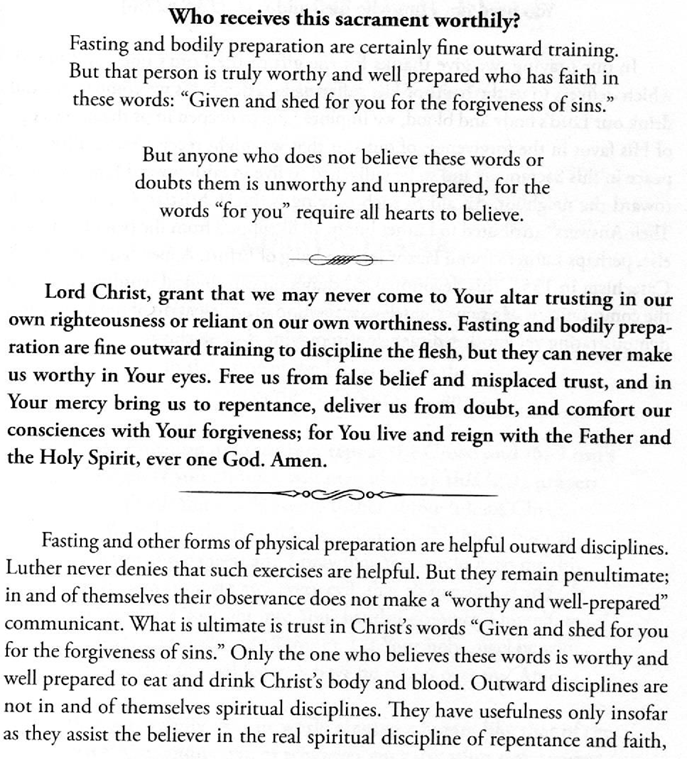 Who receives this sacrament worthily?
Fasting and bodily preparation are certainly fine outward training.
But that person is truly worthy and well prepared who has faith in
these words: “Given and shed for you for the forgiveness of sins.”
But anyone who does not believe these words or
doubts them is unworthy and unprepared, for the
words “for you” require all hearts to believe.
Lord Christ, grant that we may never come to Your altar trusting in our
own righteousness or reliant on our own worthiness. Fasting and bodily prepa-
ration are fine outward training to discipline the flesh, but they can never make
us worthy in Your eyes. Free us from false belief and misplaced trust, and in
Your mercy bring us to repentance, deliver us from doubt, and comfort our
consciences with Your forgiveness; for You live and reign with the Father and
the Holy Spirit, ever one God. Amen.
Fasting and other forms of physical preparation are helpful outward disciplines.
Luther never denies that such exercises are helpful. But they remain penultimate;
in and of themselves their observance does not make a “worthy and well-prepared”
communicant. What is ultimate is trust in Christ’s words “Given and shed for you
for the forgiveness of sins.” Only the one who believes these words is worthy and
well prepared to eat and drink Christ’s body and blood. Outward disciplines are
not in and of themselves spiritual disciplines. They have usefulness only insofar
as they assist the believer in the real spiritual discipline of repentance and faith,